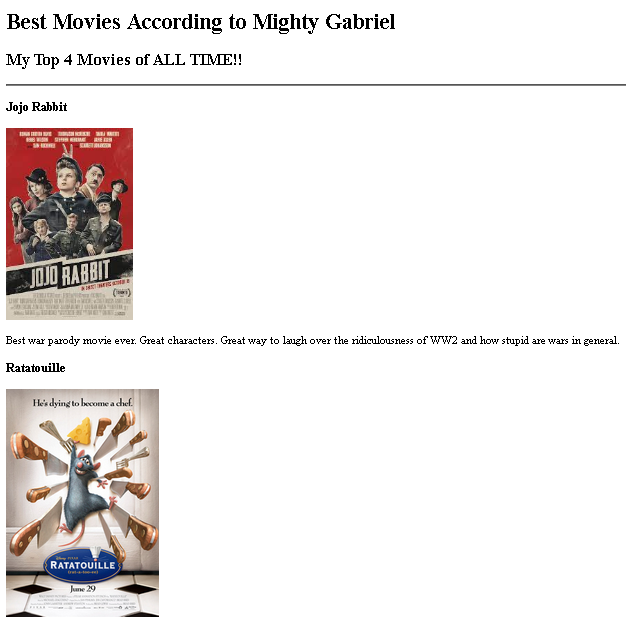 Best Movies According to Mighty Gabriel
My Top 4 Movies of ALL TIME!!
Jojo Rabbit
JOJO RABBIT
Best war parody movie ever. Great characters. Great way to laugh over the ridiculousness of WW2 and how stupid are wars in general.
Ratatouille
He's dying to become a chef.
RATATOUILLE
June 29